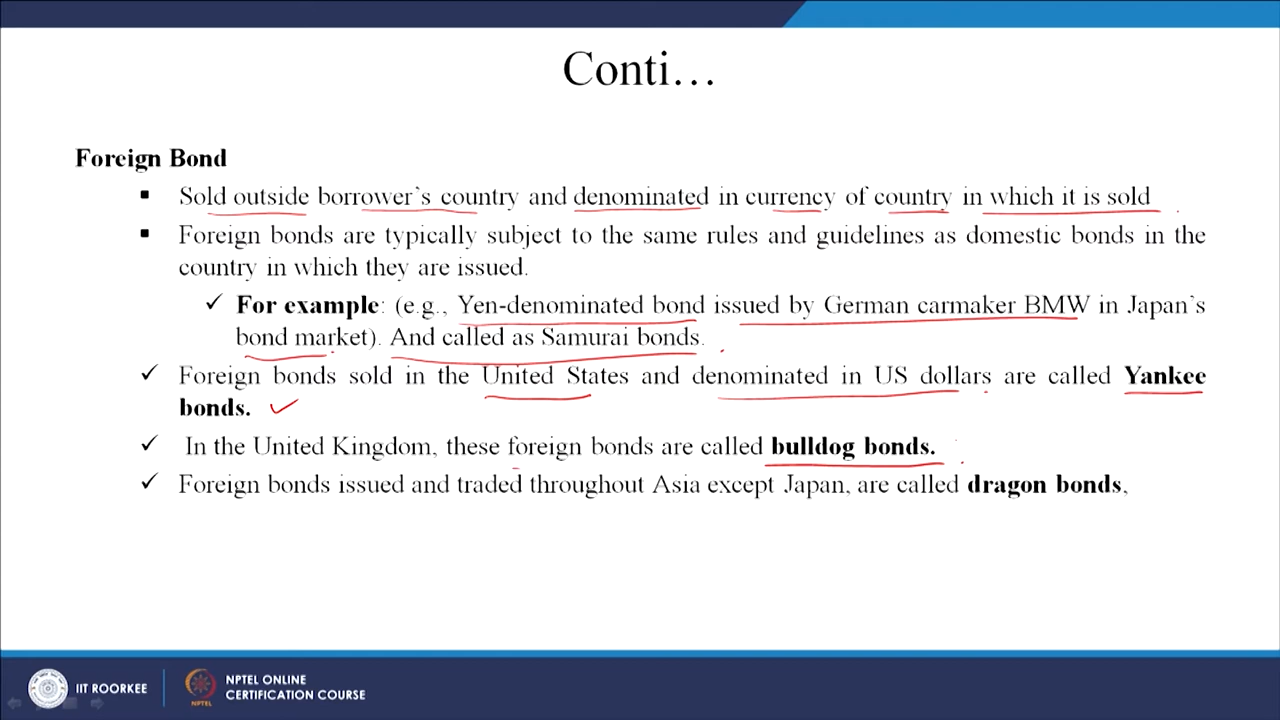 Conti…
Foreign Bond
▪ Sold outside borrower's country and denominated in currency of country in which it is sold
▪ Foreign bonds are typically subject to the same rules and guidelines as domestic bonds in the
country in which they are issued.
✓ For example: (e.g., Yen-denominated bond issued by German carmaker BMW in Japan's
bond market). And called as Samurai bonds.
✓ Foreign bonds sold in the United States and denominated in US dollars are called Yankee
bonds.
✓ In the United Kingdom, these foreign bonds are called bulldog bonds.
✓ Foreign bonds issued and traded throughout Asia except Japan, are called dragon bonds,
IIT ROORKEE
NPTEL
NPTEL ONLINE
CERTIFICATION COURSE